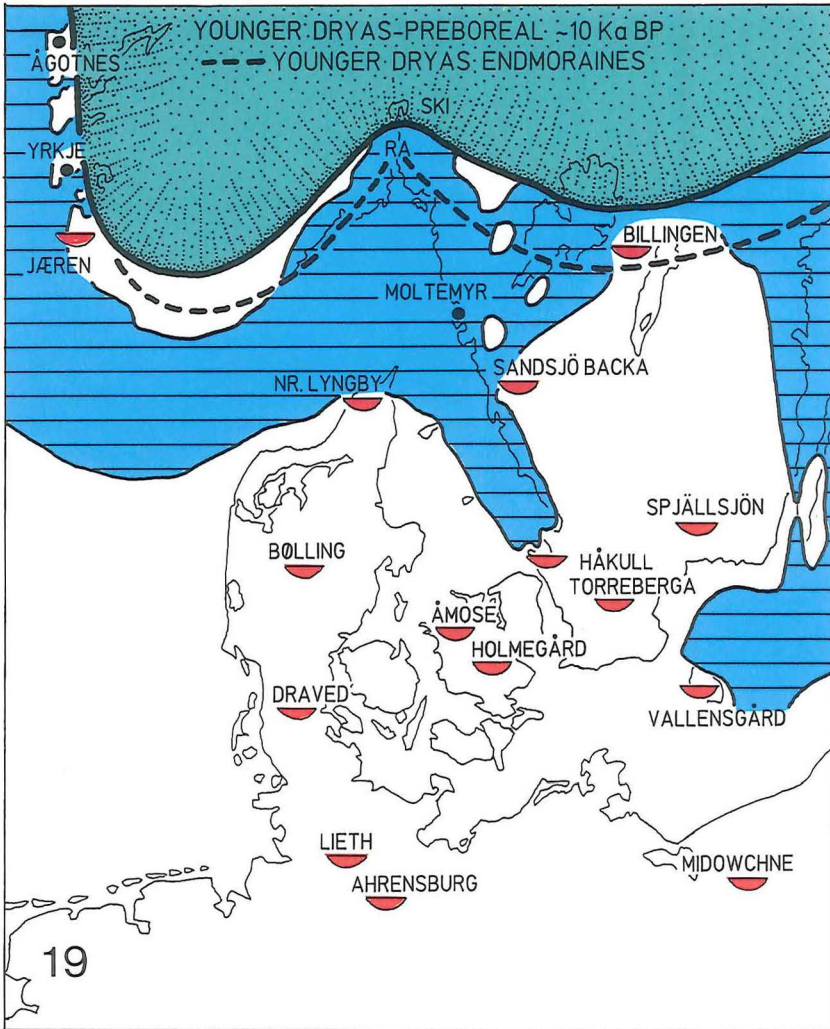 YOUNGER DRYAS-PREBOREAL ~10 Ka BP
--- YOUNGER DRYAS ENDMORAINES
ÅGOTNES
SKI
YRKJE
RA
JÆREN
BILLINGEN
MOLTEMYR
SANDSJÖ BACKA
NR. LYNGBY
SPJÄLLSJÖN
BØLLING
HÅKULL
TORREBERGA
ÅMOSE
HOLMEGÅRD
DRAVED
VALLENSGÅRD
LIETH
MIDOWCHNE
AHRENSBURG
19